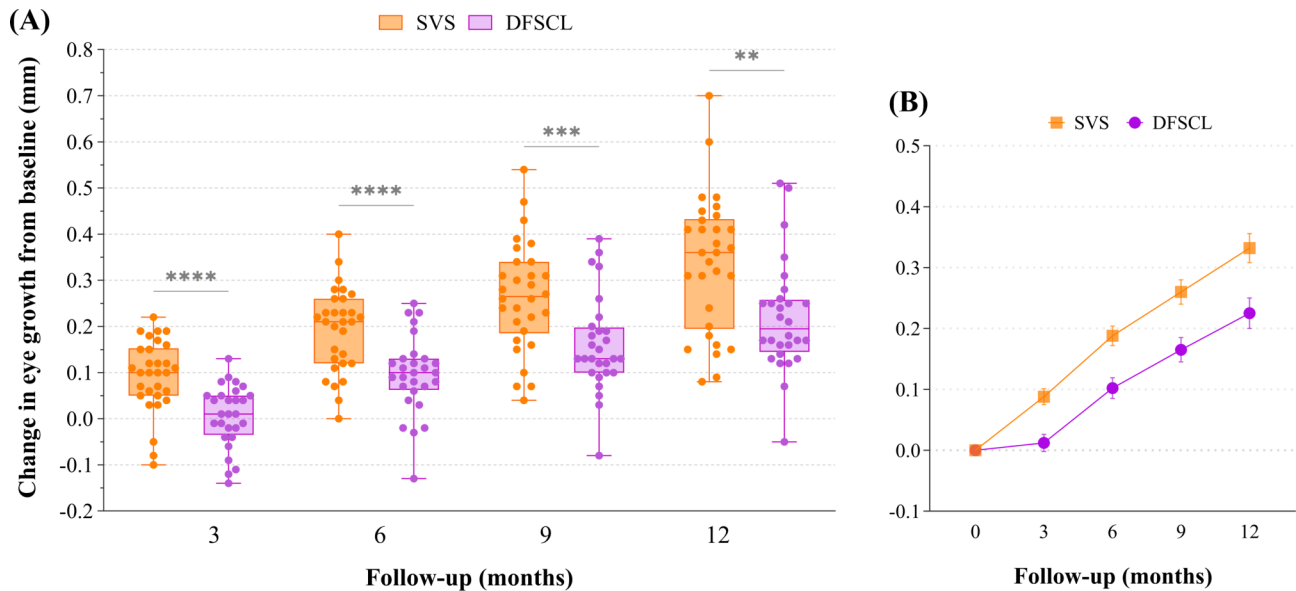 (A)
SVS DFSCL
Change in eye growth from baseline (mm)
0.8
0.7
0.6
0.5
0.4
0.3
0.2
0.1
0.0
-0.1
-0.2
****
****
***
**
3 6 9 12
Follow-up (months)
(B)
SVS DFSCL
0.5
0.4
0.3
0.2
0.1
0.0
-0.1
0 3 6 9 12
Follow-up (months)